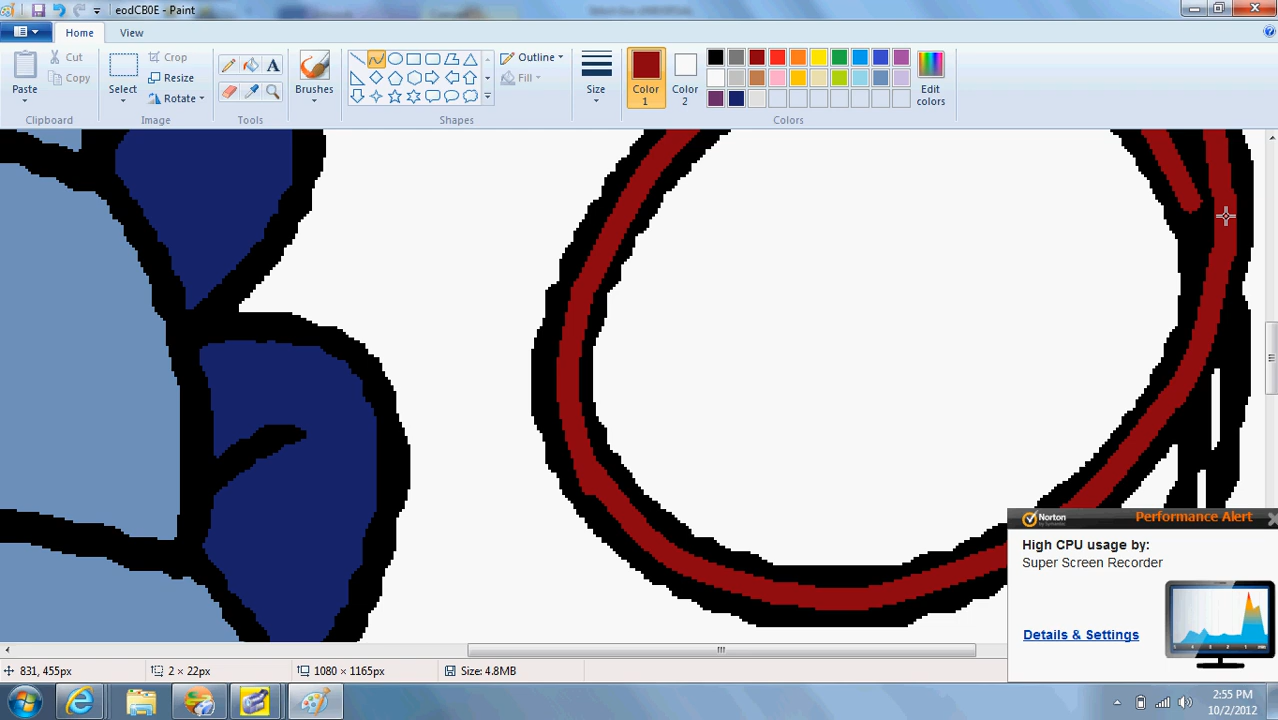 eodCB0E - Paint
Home View
Paste
Cut
Copy
Clipboard
Select
Crop
Resize
Rotate
Image
A
Tools
Brushes
Outline
Fill
Shapes
Size
Color 1
Color 2
Edit colors
Colors
Norton
by Symantec
Performance Alert
High CPU usage by:
Super Screen Recorder
Details & Settings
831, 455px
2 × 22px
1080 × 1165px
Size: 4.8MB
2:55 PM
10/2/2012